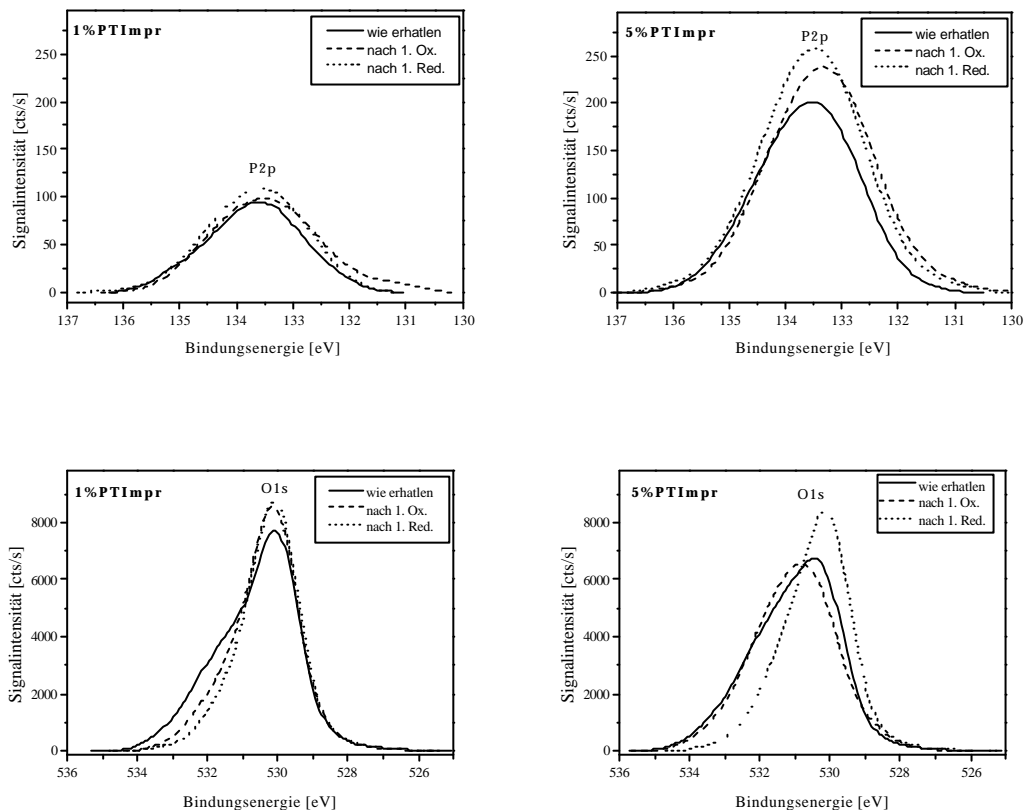 1%PTImpr
wie erhatlen
nach 1. Ox.
nach 1. Red.
P2p
Signalintensität [cts/s]
250
200
150
100
50
0
137 136 135 134 133 132 131 130
Bindungsenergie [eV]
5%PTImpr
wie erhatlen
nach 1. Ox.
nach 1. Red.
P2p
Signalintensität [cts/s]
250
200
150
100
50
0
137 136 135 134 133 132 131 130
Bindungsenergie [eV]
1%PTImpr
wie erhatlen
nach 1. Ox.
nach 1. Red.
O1s
Signalintensität [cts/s]
8000
6000
4000
2000
0
536 534 532 530 528 526
Bindungsenergie [eV]
5%PTImpr
wie erhatlen
nach 1. Ox.
nach 1. Red.
O1s
Signalintensität [cts/s]
8000
6000
4000
2000
0
536 534 532 530 528 526
Bindungsenergie [eV]